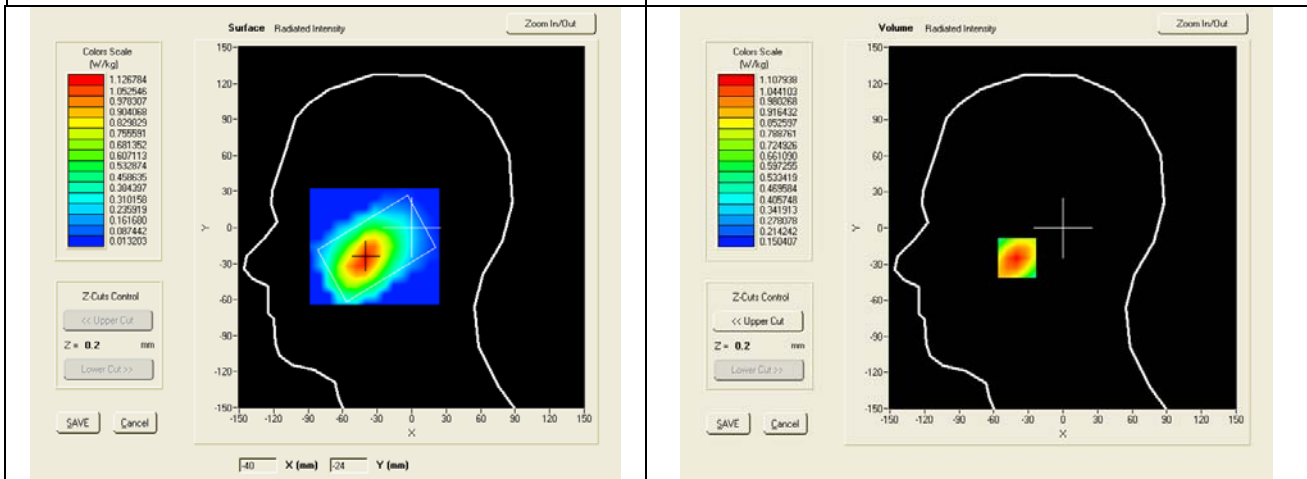 Surface Radiated Intensity
Zoom In/Out
Colors Scale
(W/kg)
1.126784
1.052546
0.978307
0.904068
0.829829
0.755591
0.681352
0.607113
0.532874
0.458635
0.384397
0.310158
0.235919
0.161680
0.087442
0.013203
Z-Cuts Control
<< Upper Cut
Z = 0.2 mm
Lower Cut >>
SAVE Cancel
150
120
90
60
30
0
-30
-60
-90
-120
-150
Y
-150 -120 -90 -60 -30 0 30 60 90 120 150
X
-40 X (mm) -24 Y (mm)
Volume Radiated Intensity
Zoom In/Out
Colors Scale
(W/kg)
1.107938
1.044103
0.980268
0.916432
0.852597
0.788761
0.724926
0.661090
0.597255
0.533419
0.469584
0.405748
0.341913
0.278078
0.214242
0.150407
Z-Cuts Control
<< Upper Cut
Z = 0.2 mm
Lower Cut >>
SAVE Cancel
150
120
90
60
30
0
-30
-60
-90
-120
-150
Y
-150 -120 -90 -60 -30 0 30 60 90 120 150
X